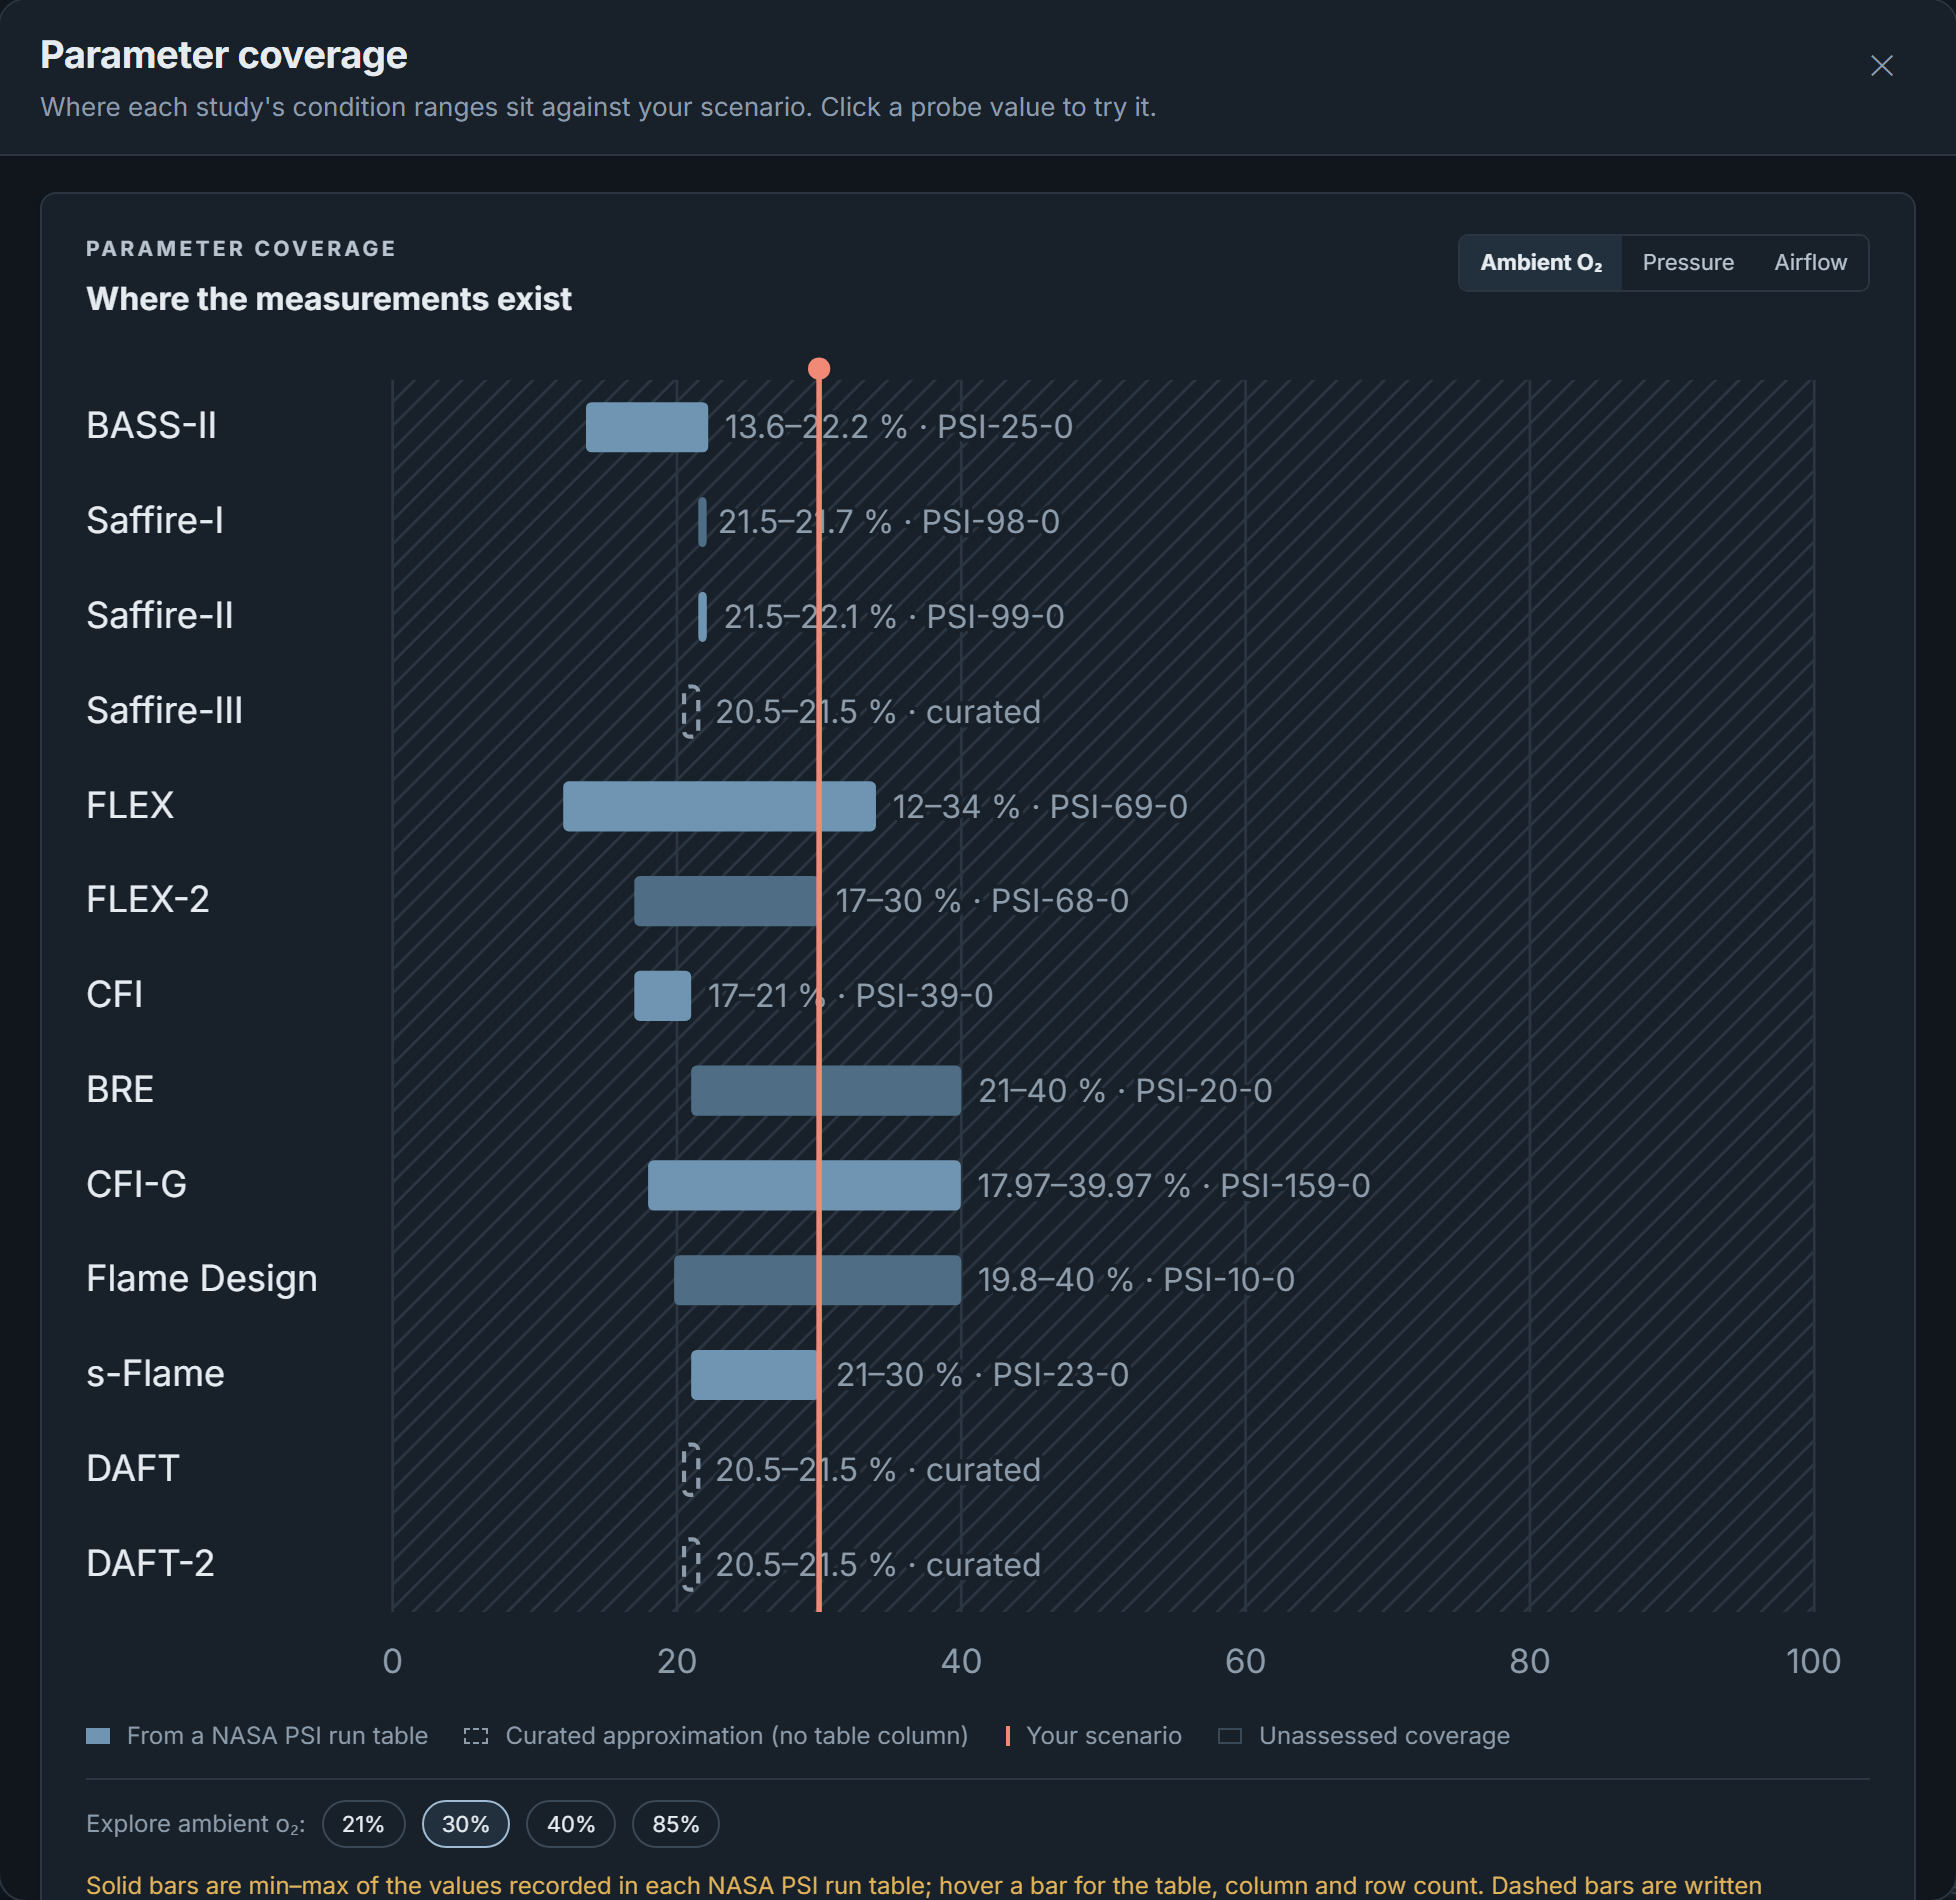 Parameter coverage
Where each study's condition ranges sit against your scenario. Click a probe value to try it.
PARAMETER COVERAGE
Where the measurements exist
Ambient O₂ Pressure Airflow
BASS-II 13.6–22.2 % · PSI-25-0
Saffire-I 21.5–21.7 % · PSI-98-0
Saffire-II 21.5–22.1 % · PSI-99-0
Saffire-III 20.5–21.5 % · curated
FLEX 12–34 % · PSI-69-0
FLEX-2 17–30 % · PSI-68-0
CFI 17–21 % · PSI-39-0
BRE 21–40 % · PSI-20-0
CFI-G 17.97–39.97 % · PSI-159-0
Flame Design 19.8–40 % · PSI-10-0
s-Flame 21–30 % · PSI-23-0
DAFT 20.5–21.5 % · curated
DAFT-2 20.5–21.5 % · curated
0 20 40 60 80 100
From a NASA PSI run table Curated approximation (no table column) Your scenario Unassessed coverage
Explore ambient o₂: 21% 30% 40% 85%
Solid bars are min–max of the values recorded in each NASA PSI run table; hover a bar for the table, column and row count. Dashed bars are written